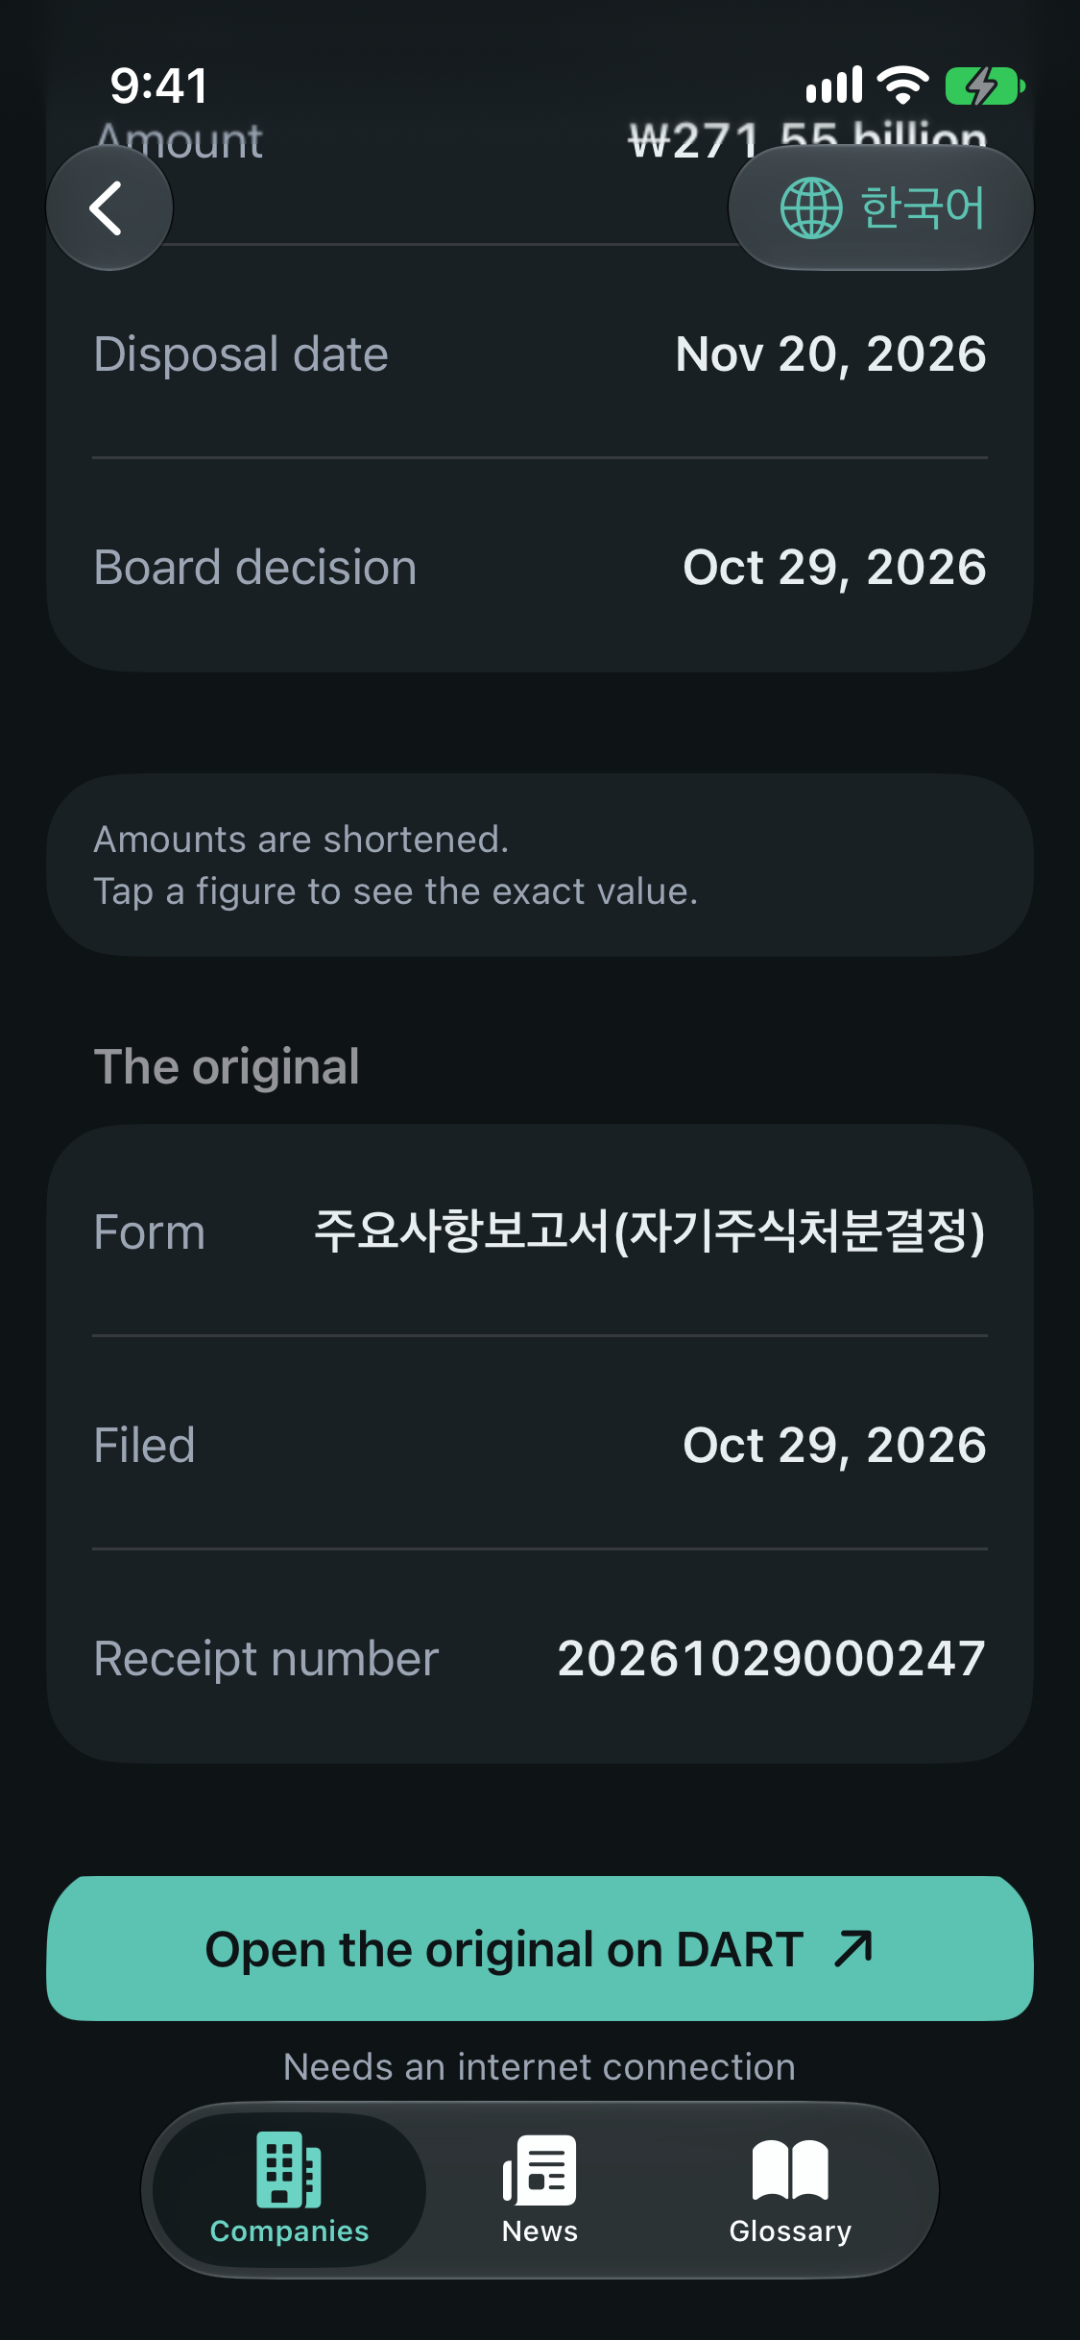 9:41
Amount
₩271.55 billion
한국어
Disposal date
Nov 20, 2026
Board decision
Oct 29, 2026
Amounts are shortened.
Tap a figure to see the exact value.
The original
Form
주요사항보고서(자기주식처분결정)
Filed
Oct 29, 2026
Receipt number
20261029000247
Open the original on DART
Needs an internet connection
Companies
News
Glossary